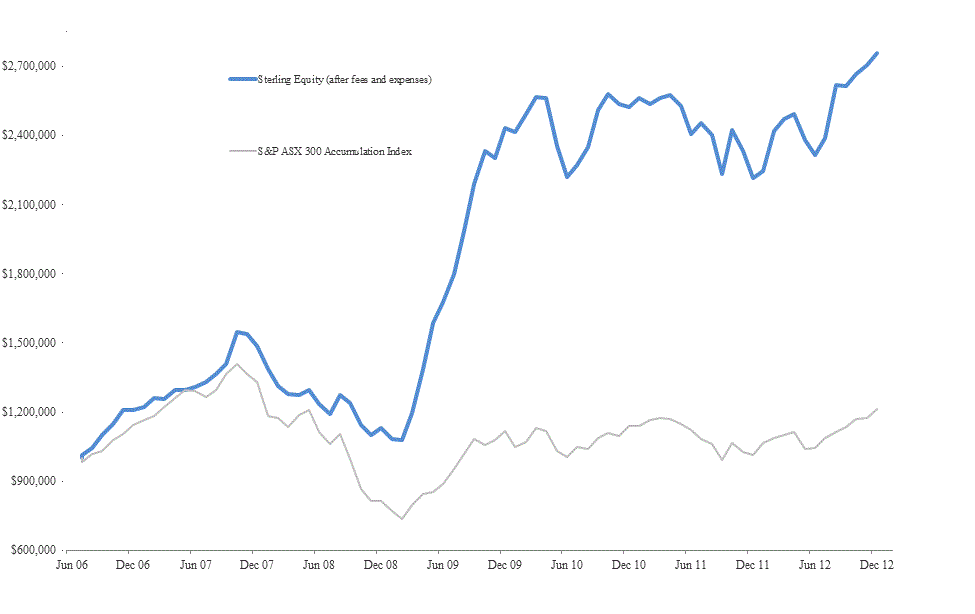 $2,700,000
Sterling Equity (after fees and expenses)
$2,400,000
S&P ASX 300 Accumulation Index
$2,100,000
$1,800,000
$1,500,000
$1,200,000
$900,000
$600,000
Jun 06 Dec 06 Jun 07 Dec 07 Jun 08 Dec 08 Jun 09 Dec 09 Jun 10 Dec 10 Jun 11 Dec 11 Jun 12 Dec 12